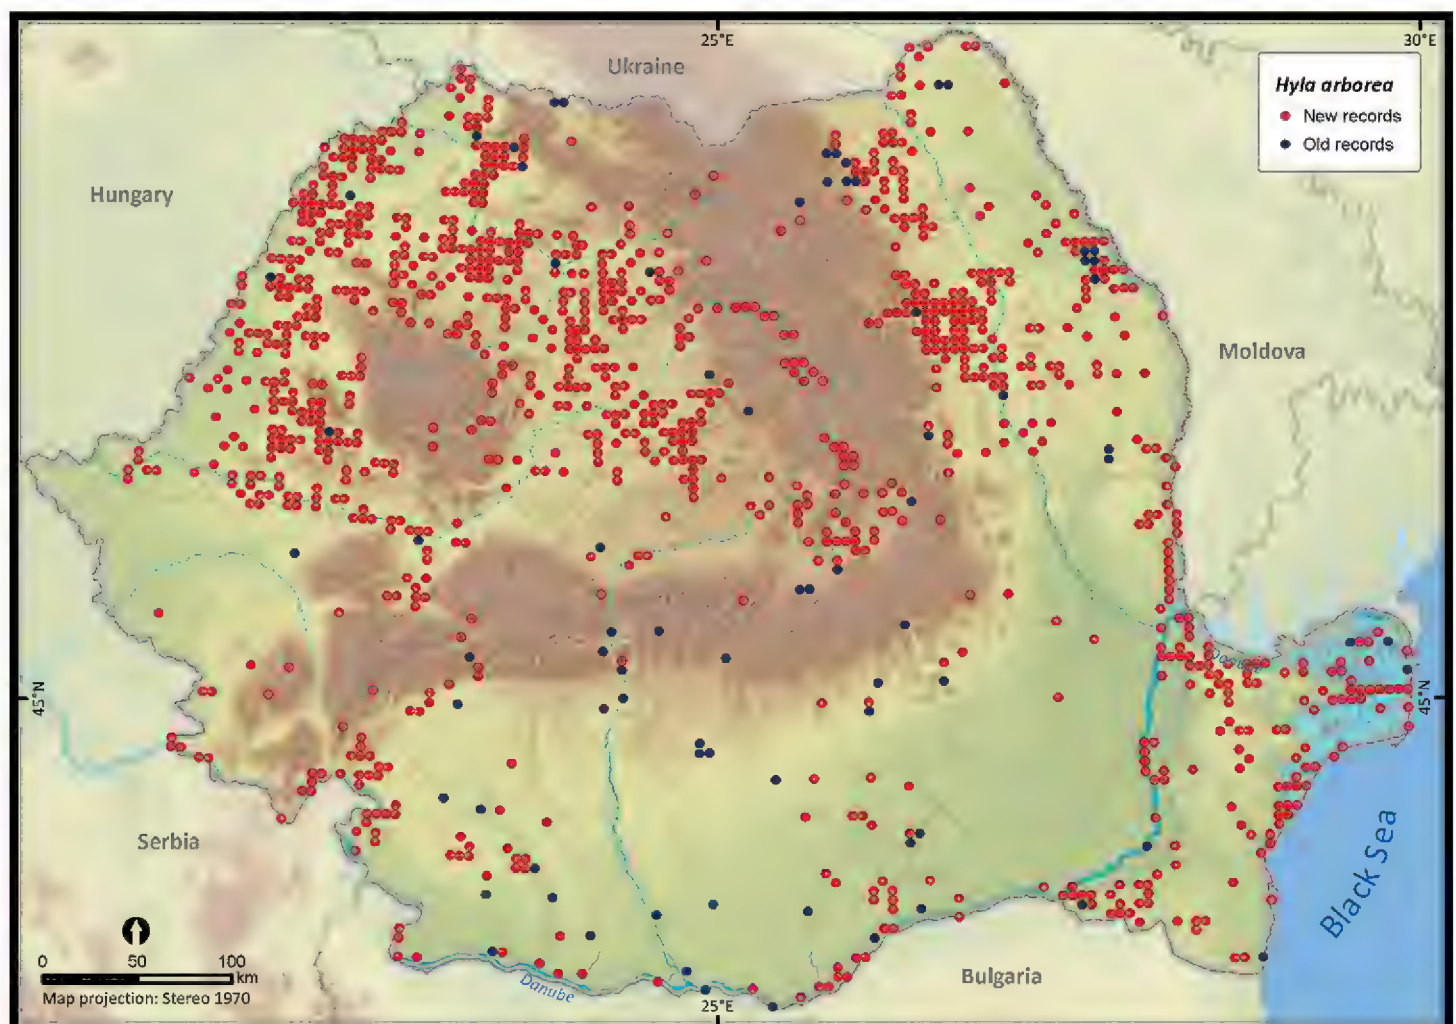 25°E
30°E
Ukraine
Hyla arborea
New records
Old records
Hungary
Moldova
Danube
45°N
45°N
Serbia
Black Sea
0 50 100
km
Map projection: Stereo 1970
Danube
Bulgaria
25°E